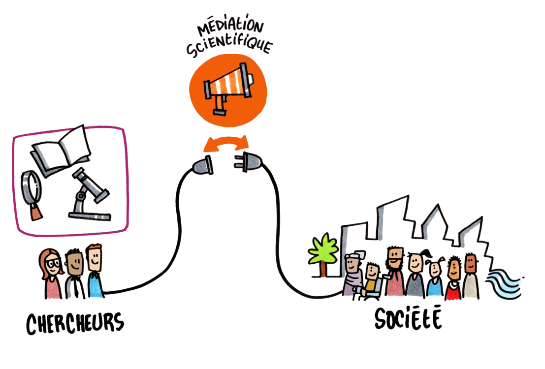 MÉDIATION
SCIENTIFIQUE
CHERCHEURS
SOCIÉTÉ